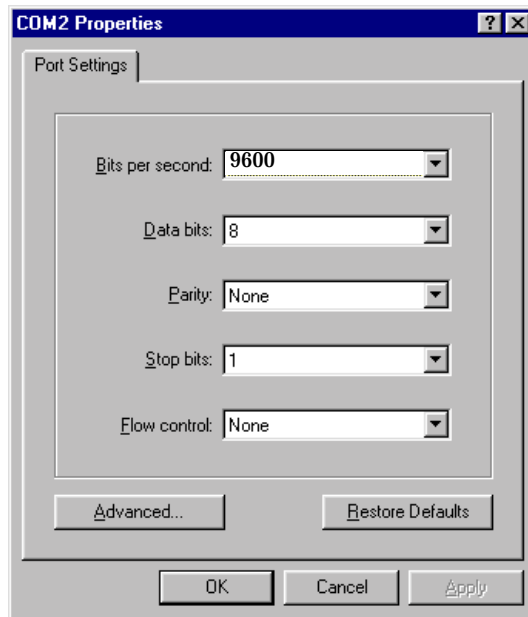 COM2 Properties
Port Settings
Bits per second: 9600
Data bits: 8
Parity: None
Stop bits: 1
Flow control: None
Advanced... Restore Defaults
OK Cancel Apply